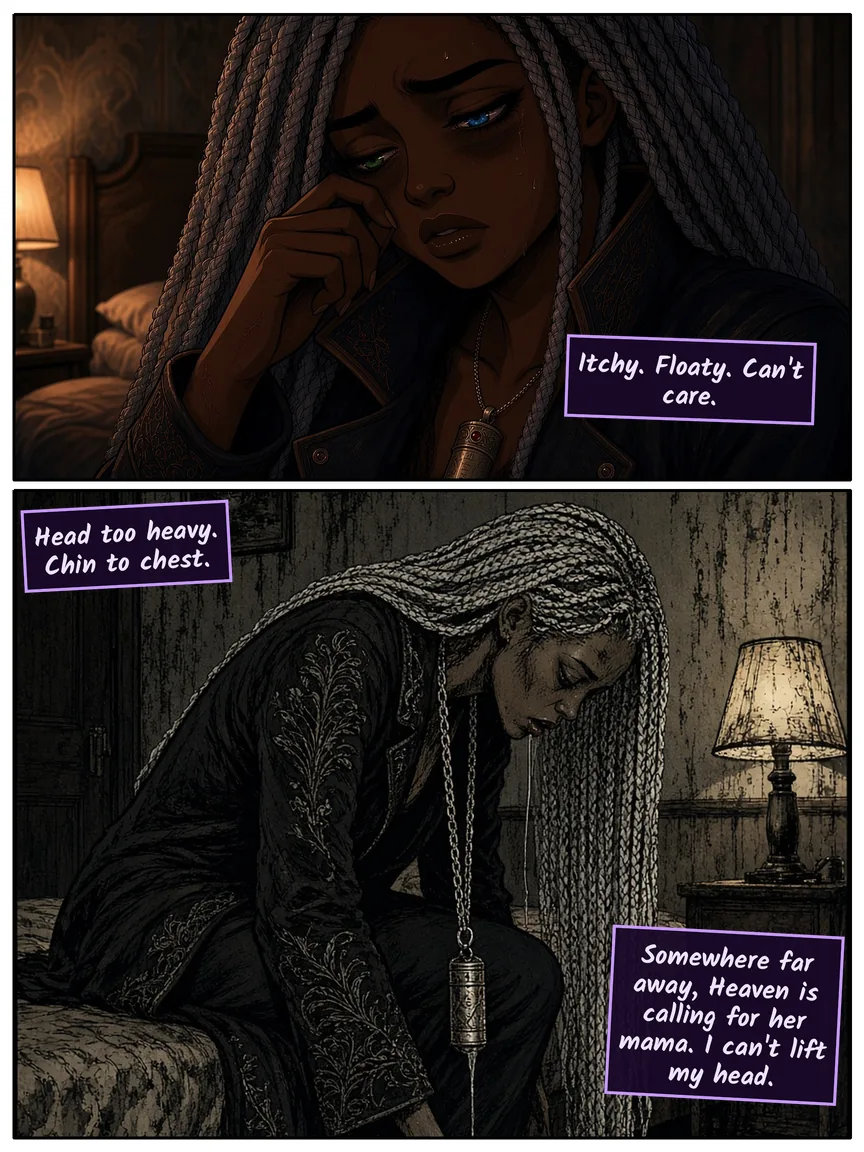 Itchy. Floaty. Can't
care.
Head too heavy.
Chin to chest.
Somewhere far
away, Heaven is
calling for her
mama. I can't lift
my head.